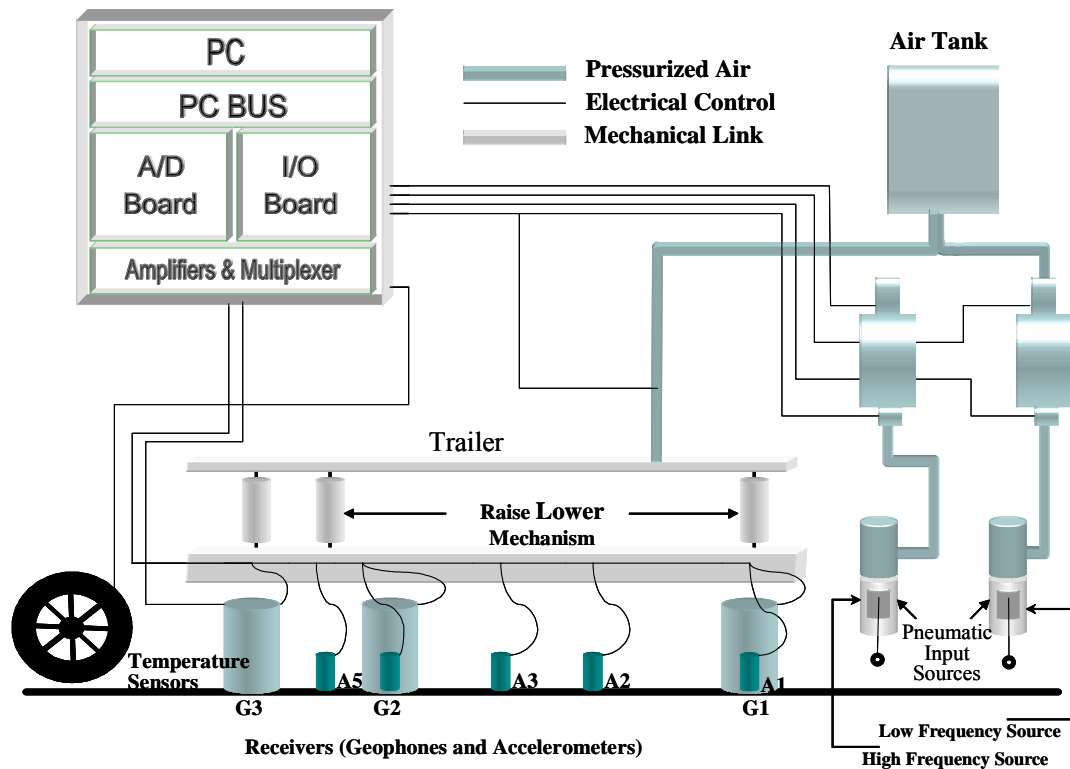 PC
PC BUS
A/D
Board
I/O
Board
Amplifiers & Multiplexer
Pressurized Air
Electrical Control
Mechanical Link
Air Tank
Trailer
Raise Lower
Mechanism
Pneumatic
Input
Sources
Temperature
Sensors
A5
A3
A2
A1
G3
G2
G1
Low Frequency Source
High Frequency Source
Receivers (Geophones and Accelerometers)